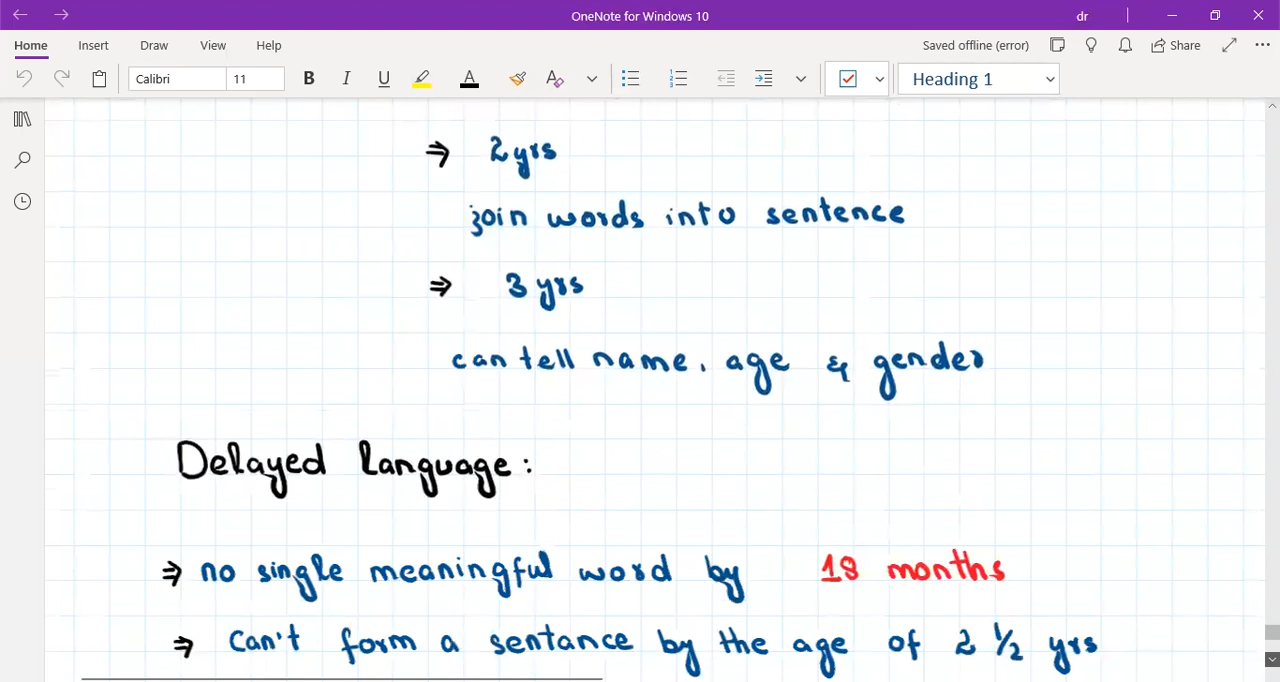 OneNote for Windows 10
dr
Home Insert Draw View Help
Saved offline (error)
Share
Calibri
11
B I U A
Heading 1
⇒ 2 yrs
join words into sentence
⇒ 3 yrs
can tell name, age & gender
Delayed language:
⇒ no single meaningful word by 18 months
⇒ Can't form a sentance by the age of 2 1/2 yrs